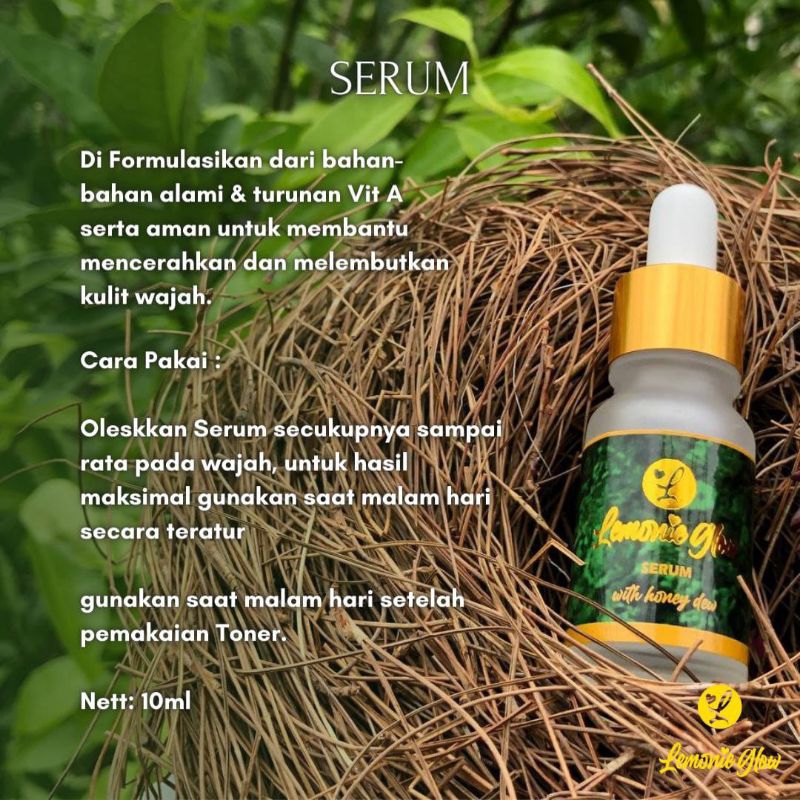 SERUM
Di Formulasikan dari bahan-
bahan alami & turunan Vit A
serta aman untuk membantu
mencerahkan dan melembutkan
kulit wajah.
Cara Pakai :
Oleskkan Serum secukupnya sampai
rata pada wajah, untuk hasil
maksimal gunakan saat malam hari
secara teratur
gunakan saat malam hari setelah
pemakaian Toner.
Nett: 10ml
Lemonie Glow
SERUM
with honey dew
Lemonie Glow